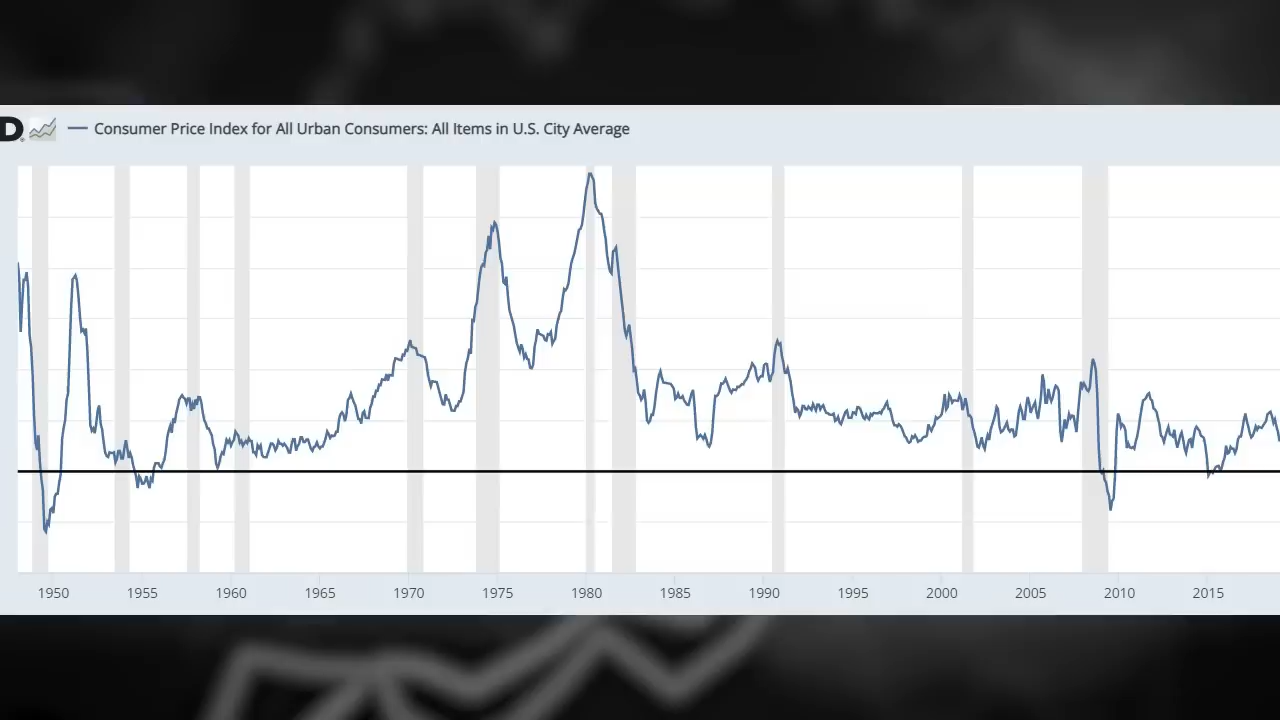 D. Consumer Price Index for All Urban Consumers: All Items in U.S. City Average
1950 1955 1960 1965 1970 1975 1980 1985 1990 1995 2000 2005 2010 2015